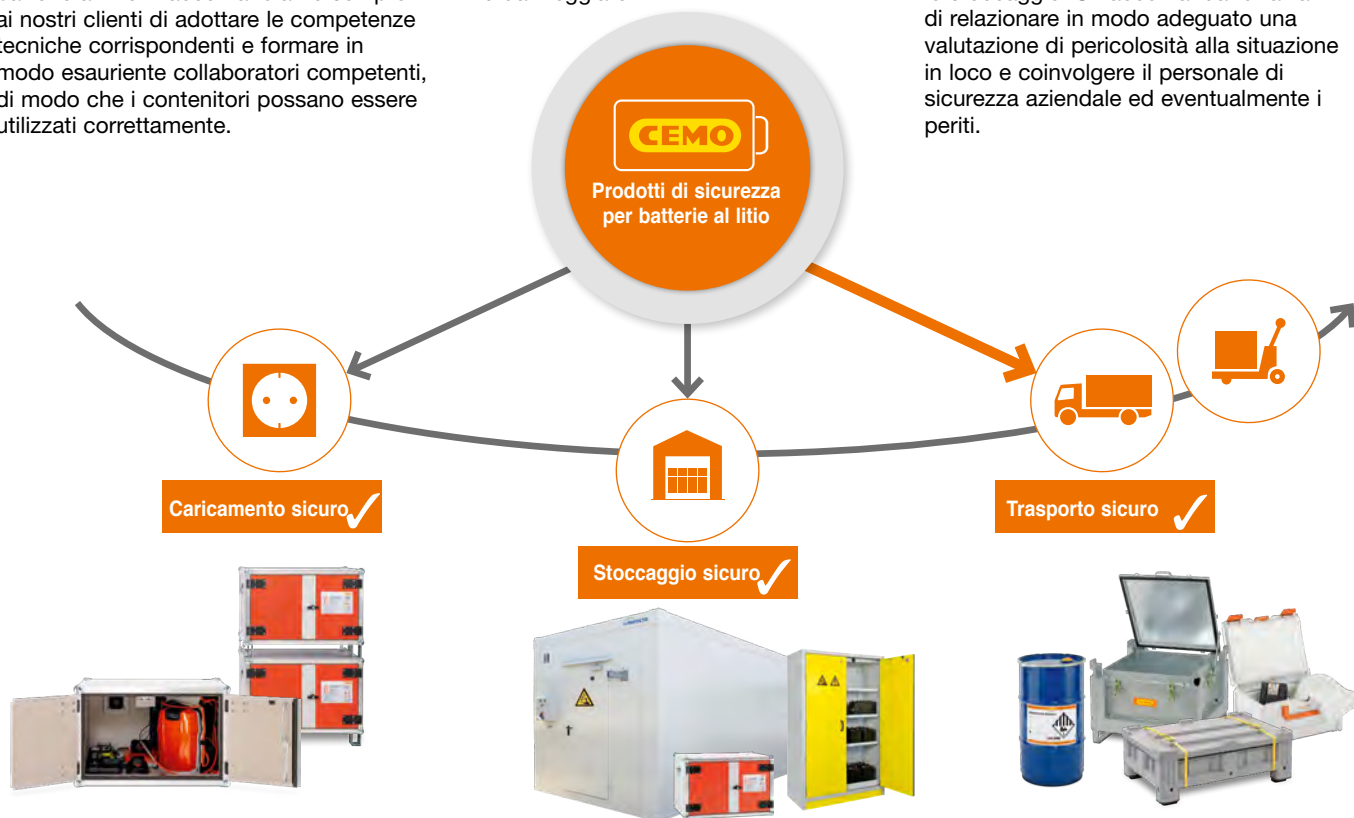 ai nostri clienti di adottare le competenze
tecniche corrispondenti e formare in
modo esauriente collaboratori competenti,
di modo che i contenitori possano essere
utilizzati correttamente.
di relazionare in modo adeguato una
valutazione di pericolosità alla situazione
in loco e coinvolgere il personale di
sicurezza aziendale ed eventualmente i
periti.
CEMO
Prodotti di sicurezza
per batterie al litio
Caricamento sicuro
Stoccaggio sicuro
Trasporto sicuro